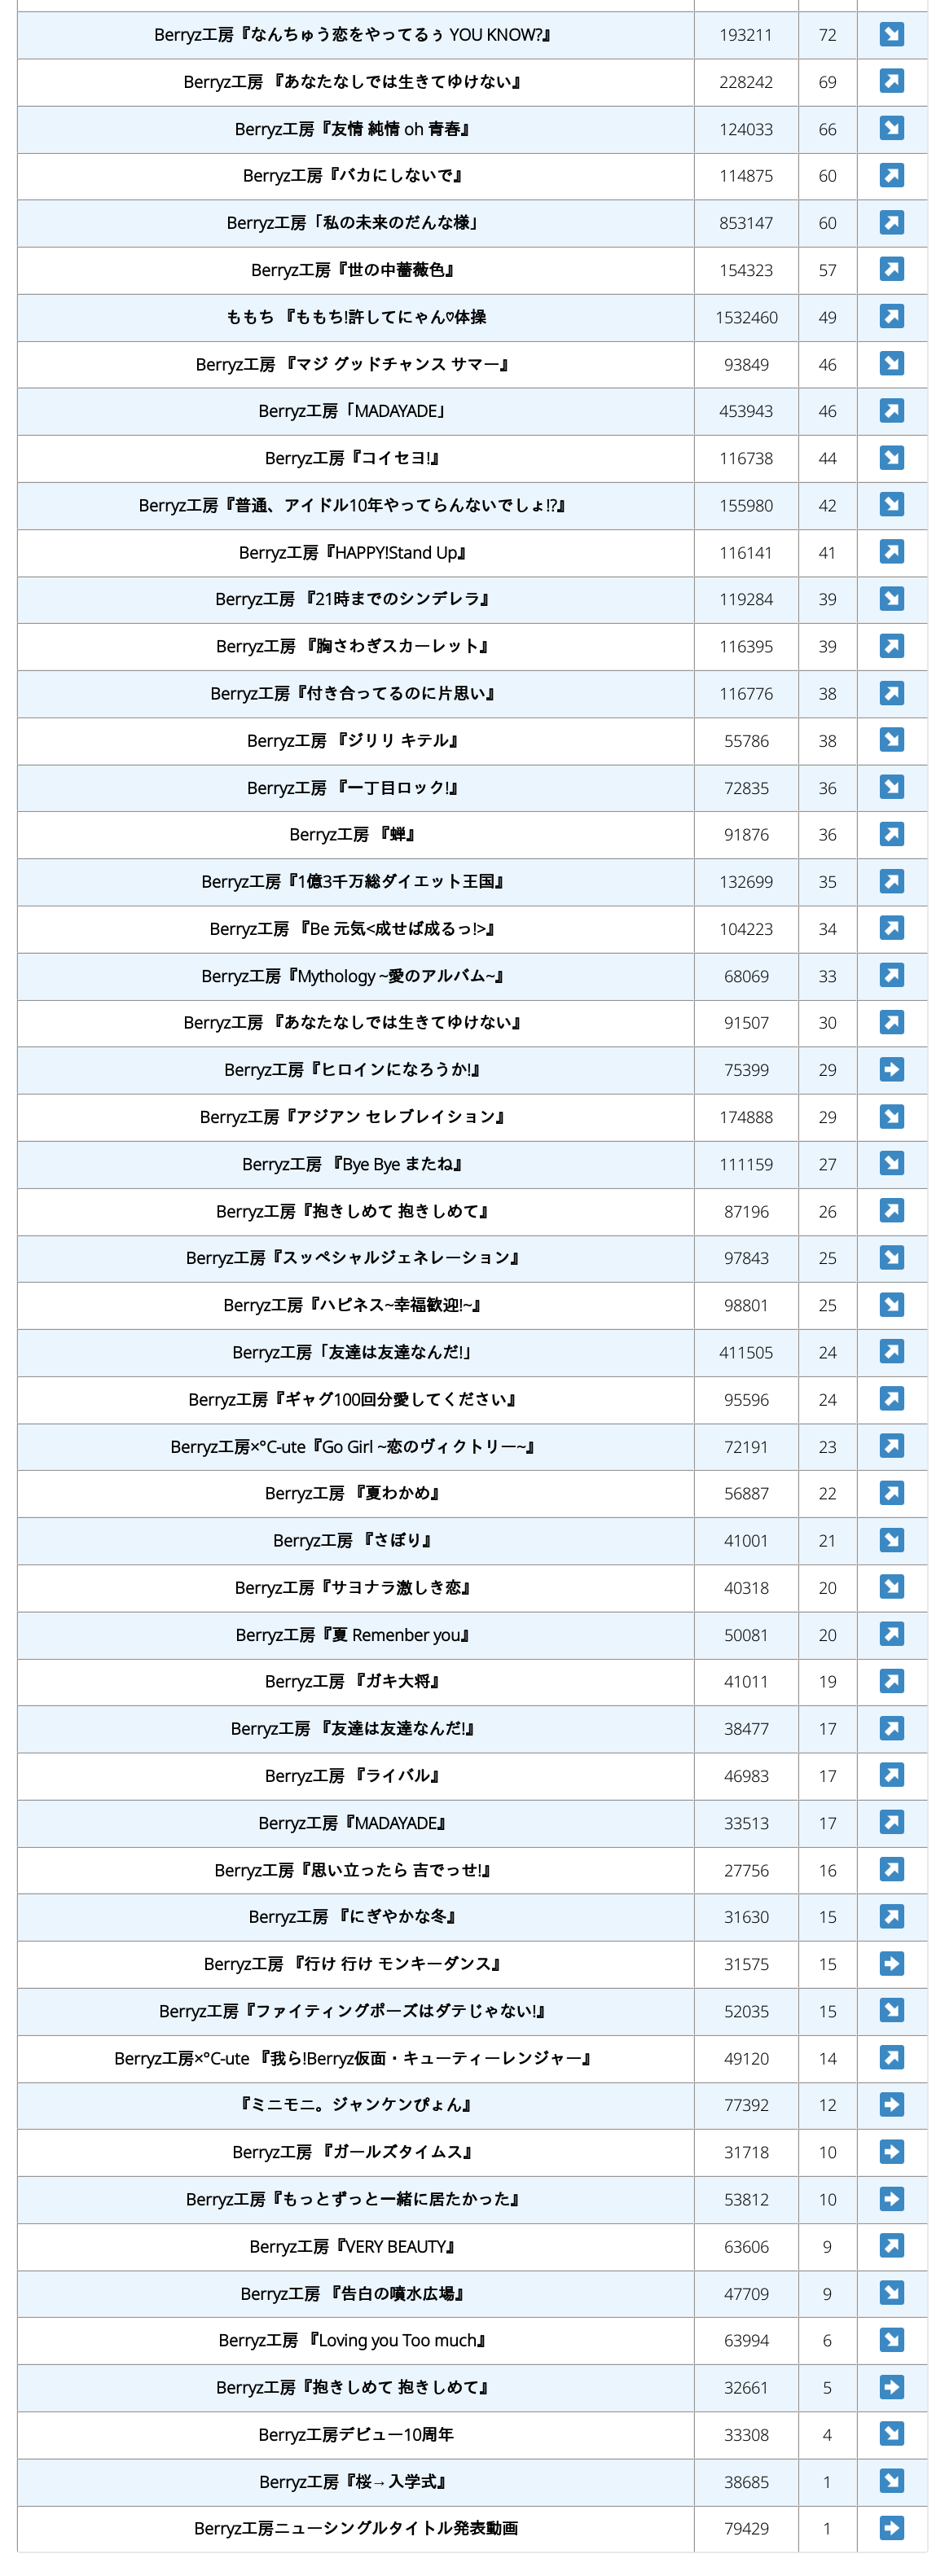 Berryz工房『なんちゅう恋をやってるぅ YOU KNOW?』 193211 72 ↘
Berryz工房 『あなたなしでは生きてゆけない』 228242 69 ↗
Berryz工房『友情 純情 oh 青春』 124033 66 ↘
Berryz工房『バカにしないで』 114875 60 ↗
Berryz工房「私の未来のだんな様」 853147 60 ↗
Berryz工房『世の中薔薇色』 154323 57 ↗
ももち 『ももち!許してにゃん♡体操 1532460 49 ↗
Berryz工房 『マジ グッドチャンス サマー』 93849 46 ↘
Berryz工房「MADAYADE」 453943 46 ↗
Berryz工房『コイセヨ!』 116738 44 ↘
Berryz工房『普通、アイドル10年やってらんないでしょ!?』 155980 42 ↘
Berryz工房『HAPPY!Stand Up』 116141 41 ↗
Berryz工房 『21時までのシンデレラ』 119284 39 ↘
Berryz工房 『胸さわぎスカーレット』 116395 39 ↗
Berryz工房『付き合ってるのに片思い』 116776 38 ↗
Berryz工房 『ジリリ キテル』 55786 38 ↘
Berryz工房 『一丁目ロック!』 72835 36 ↘
Berryz工房 『蝉』 91876 36 ↗
Berryz工房『1億3千万総ダイエット王国』 132699 35 ↗
Berryz工房 『Be 元気<成せば成るっ!>』 104223 34 ↗
Berryz工房『Mythology ~愛のアルバム~』 68069 33 ↗
Berryz工房 『あなたなしでは生きてゆけない』 91507 30 ↗
Berryz工房『ヒロインになろうか!』 75399 29 →
Berryz工房『アジアン セレブレイション』 174888 29 ↘
Berryz工房 『Bye Bye またね』 111159 27 ↘
Berryz工房『抱きしめて 抱きしめて』 87196 26 ↗
Berryz工房『スッペシャルジェネレーション』 97843 25 ↘
Berryz工房『ハピネス~幸福歓迎!~』 98801 25 ↘
Berryz工房「友達は友達なんだ!」 411505 24 ↗
Berryz工房『ギャグ100回分愛してください』 95596 24 ↗
Berryz工房×°C-ute『Go Girl ~恋のヴィクトリー~』 72191 23 ↗
Berryz工房 『夏わかめ』 56887 22 ↗
Berryz工房 『さぼり』 41001 21 ↘
Berryz工房『サヨナラ激しき恋』 40318 20 ↘
Berryz工房『夏 Remenber you』 50081 20 ↗
Berryz工房 『ガキ大将』 41011 19 ↗
Berryz工房 『友達は友達なんだ!』 38477 17 ↗
Berryz工房 『ライバル』 46983 17 ↗
Berryz工房『MADAYADE』 33513 17 ↗
Berryz工房『思い立ったら 吉でっせ!』 27756 16 ↗
Berryz工房 『にぎやかな冬』 31630 15 ↗
Berryz工房 『行け 行け モンキーダンス』 31575 15 →
Berryz工房『ファイティングポーズはダテじゃない!』 52035 15 ↘
Berryz工房×°C-ute 『我ら!Berryz仮面・キューティーレンジャー』 49120 14 ↗
『ミニモニ。ジャンケンぴょん』 77392 12 →
Berryz工房 『ガールズタイムス』 31718 10 →
Berryz工房『もっとずっと一緒に居たかった』 53812 10 →
Berryz工房『VERY BEAUTY』 63606 9 ↗
Berryz工房 『告白の噴水広場』 47709 9 ↘
Berryz工房 『Loving you Too much』 63994 6 ↘
Berryz工房『抱きしめて 抱きしめて』 32661 5 →
Berryz工房デビュー10周年 33308 4 ↘
Berryz工房『桜→入学式』 38685 1 ↘
Berryz工房ニューシングルタイトル発表動画 79429 1 →